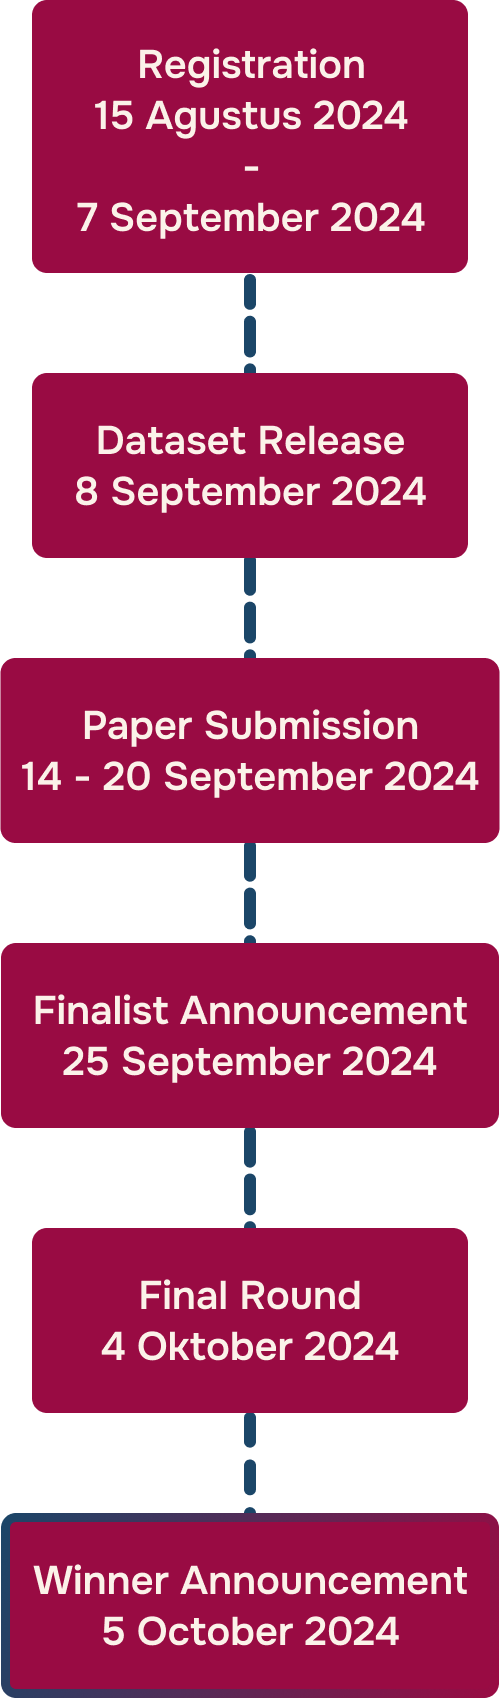 Registration
15 Agustus 2024
-
7 September 2024
Dataset Release
8 September 2024
Paper Submission
14 - 20 September 2024
Finalist Announcement
25 September 2024
Final Round
4 Oktober 2024
Winner Announcement
5 October 2024